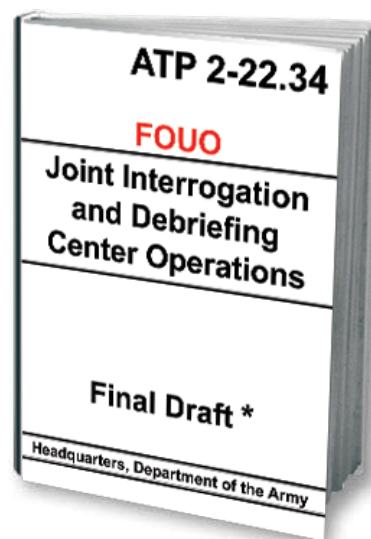 ATP 2-22.34
FOUO
Joint Interrogation
and Debriefing
Center Operations
Final Draft *
Headquarters, Department of the Army